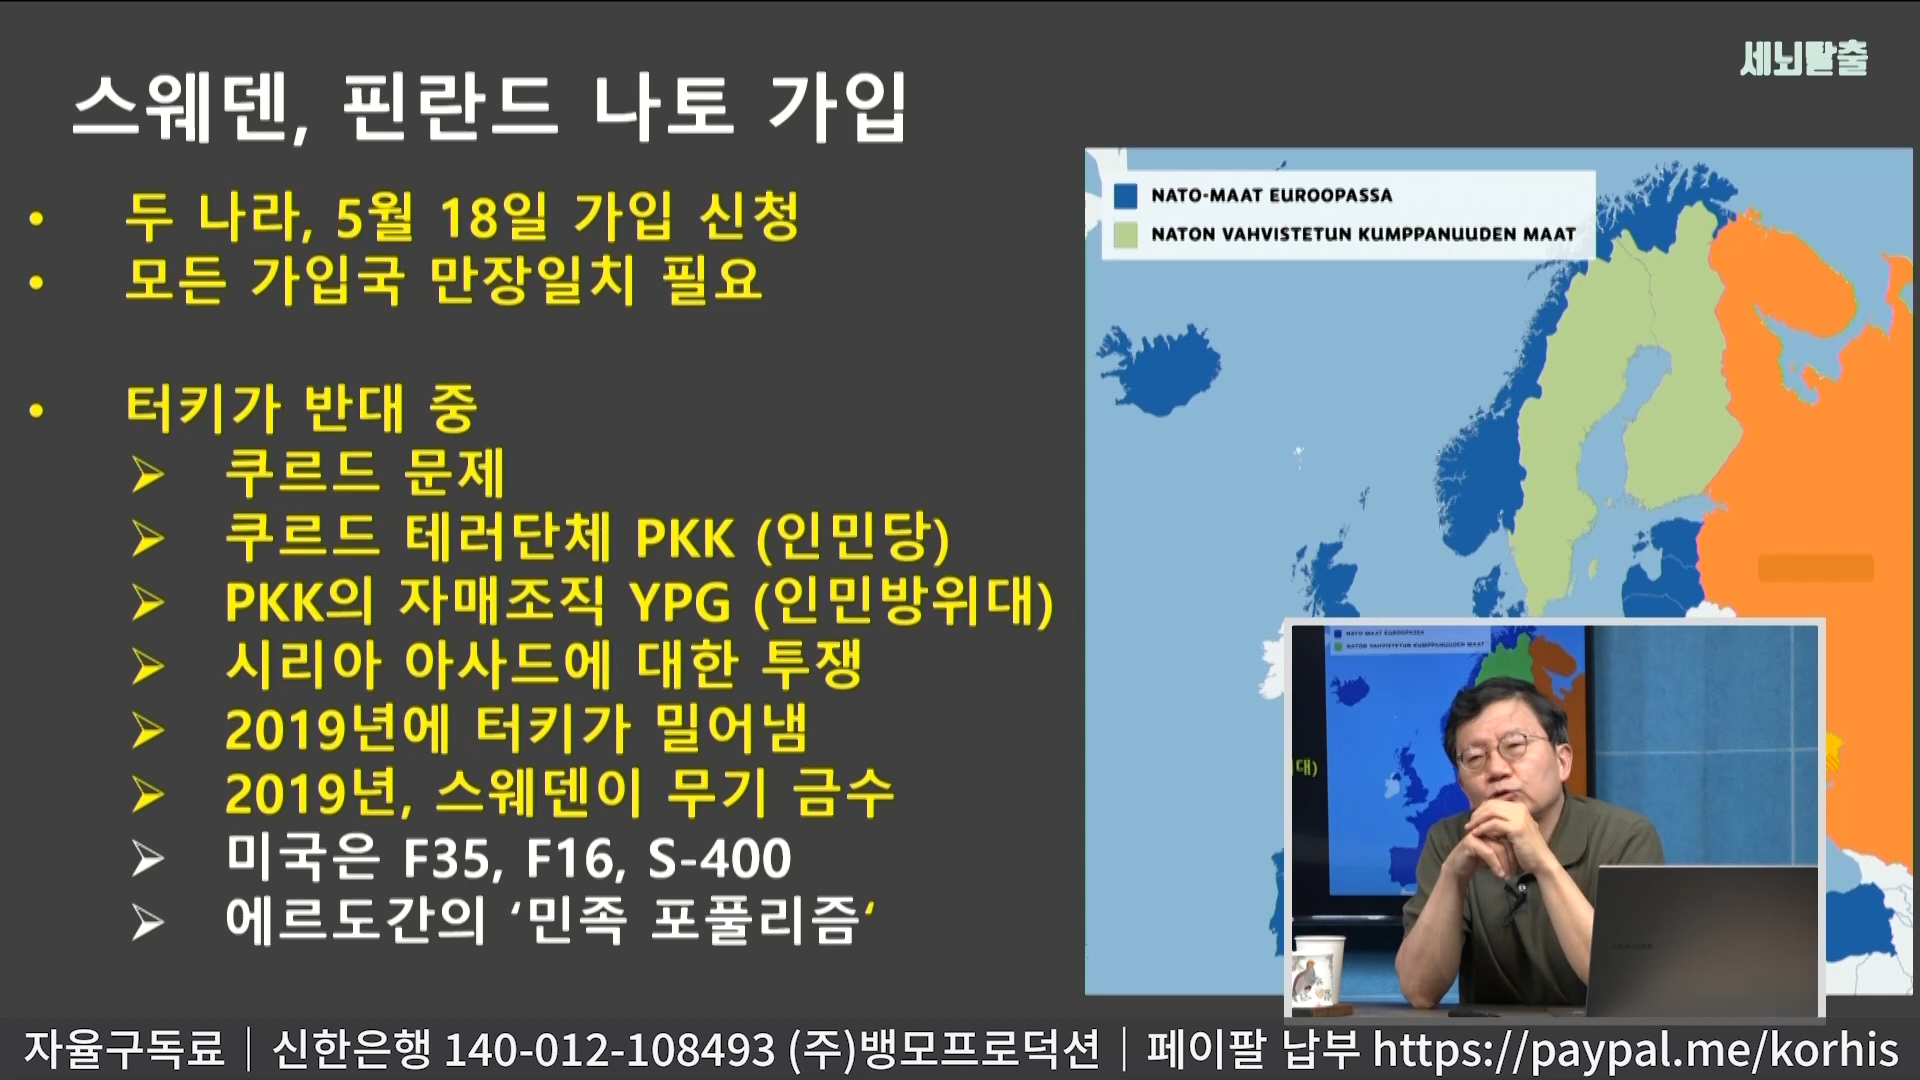 세뇌탈출
스웨덴, 핀란드 나토 가입
• 두 나라, 5월 18일 가입 신청
• 모든 가입국 만장일치 필요
• 터키가 반대 중
➢ 쿠르드 문제
➢ 쿠르드 테러단체 PKK (인민당)
➢ PKK의 자매조직 YPG (인민방위대)
➢ 시리아 아사드에 대한 투쟁
➢ 2019년에 터키가 밀어냄
➢ 2019년, 스웨덴이 무기 금수
➢ 미국은 F35, F16, S-400
➢ 에르도간의 ‘민족 포퓰리즘‘
NATO-MAAT EUROOPASSA
NATON VAHVISTETUN KUMPPANUUDEN MAAT
NATO-MAAT EUROOPASSA
NATON VAHVISTETUN KUMPPANUUDEN MAAT
대)
자율구독료｜신한은행 140-012-108493 (주)뱅모프로덕션｜페이팔 납부 https://paypal.me/korhis